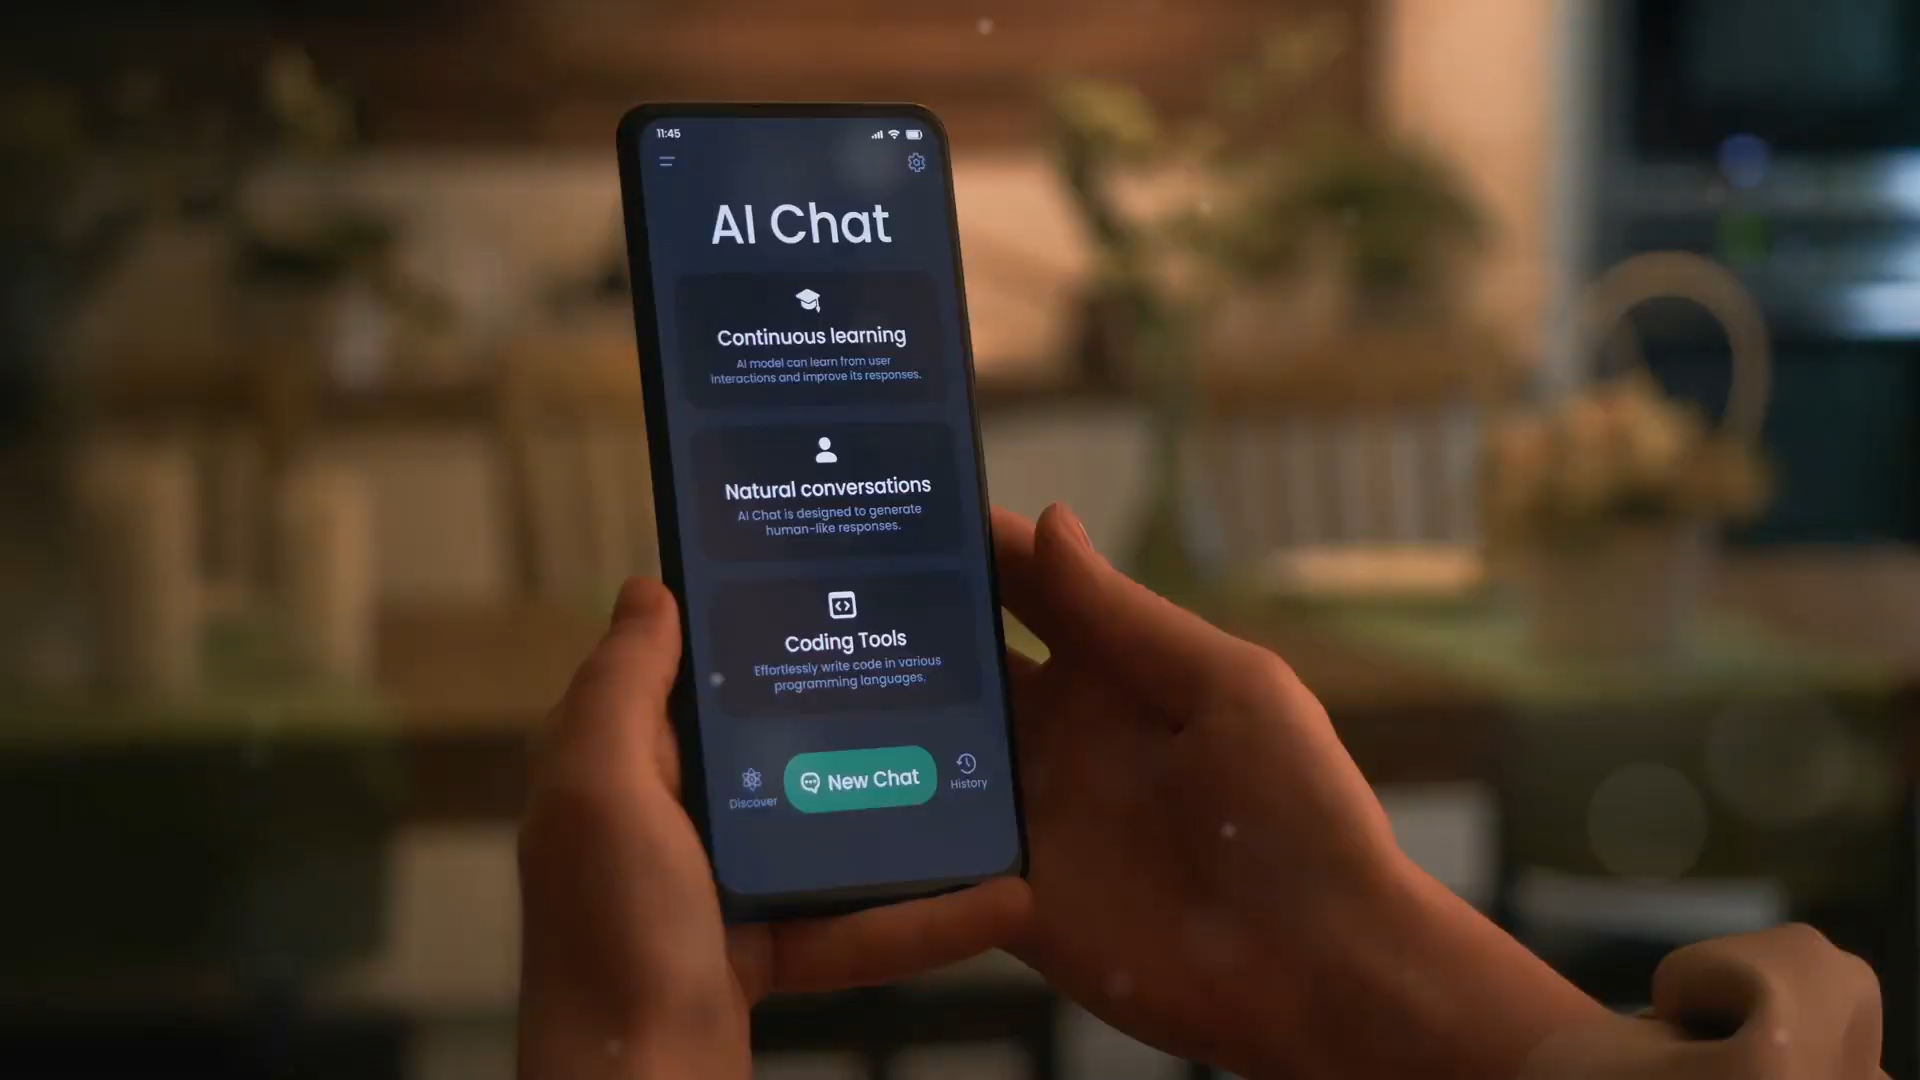 11:45
AI Chat
Continuous learning
AI model can learn from user
interactions and improve its responses.
Natural conversations
AI Chat is designed to generate
human-like responses.
Coding Tools
Effortlessly write code in various
programming languages.
Discover
New Chat
History